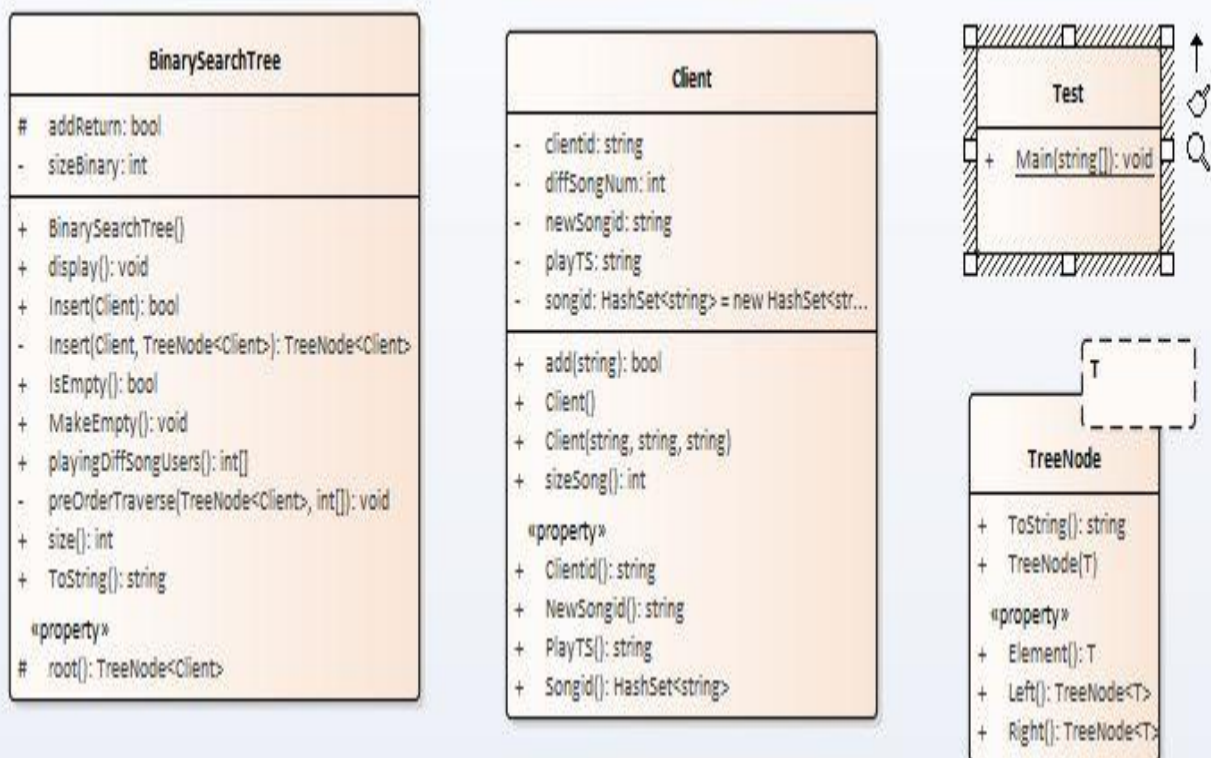 BinarySearchTree
# addReturn: bool
- sizeBinary: int
+ BinarySearchTree()
+ display(): void
+ Insert(Client): bool
- Insert(Client, TreeNode<Client>): TreeNode<Client>
+ IsEmpty(): bool
+ MakeEmpty(): void
+ playingDiffSongUsers(): int[]
- preOrderTraverse(TreeNode<Client>, int[]): void
+ size(): int
+ ToString(): string
«property»
# root(): TreeNode<Client>
Client
- clientid: string
- diffSongNum: int
- newSongid: string
- playTS: string
- songid: HashSet<string> = new HashSet<str...
+ add(string): bool
+ Client()
+ Client(string, string, string)
+ sizeSong(): int
«property»
+ Clientid(): string
+ NewSongid(): string
+ PlayTS(): string
+ Songid(): HashSet<string>
Test
+ Main(string[]): void
T
TreeNode
+ ToString(): string
+ TreeNode(T)
«property»
+ Element(): T
+ Left(): TreeNode<T>
+ Right(): TreeNode<T>